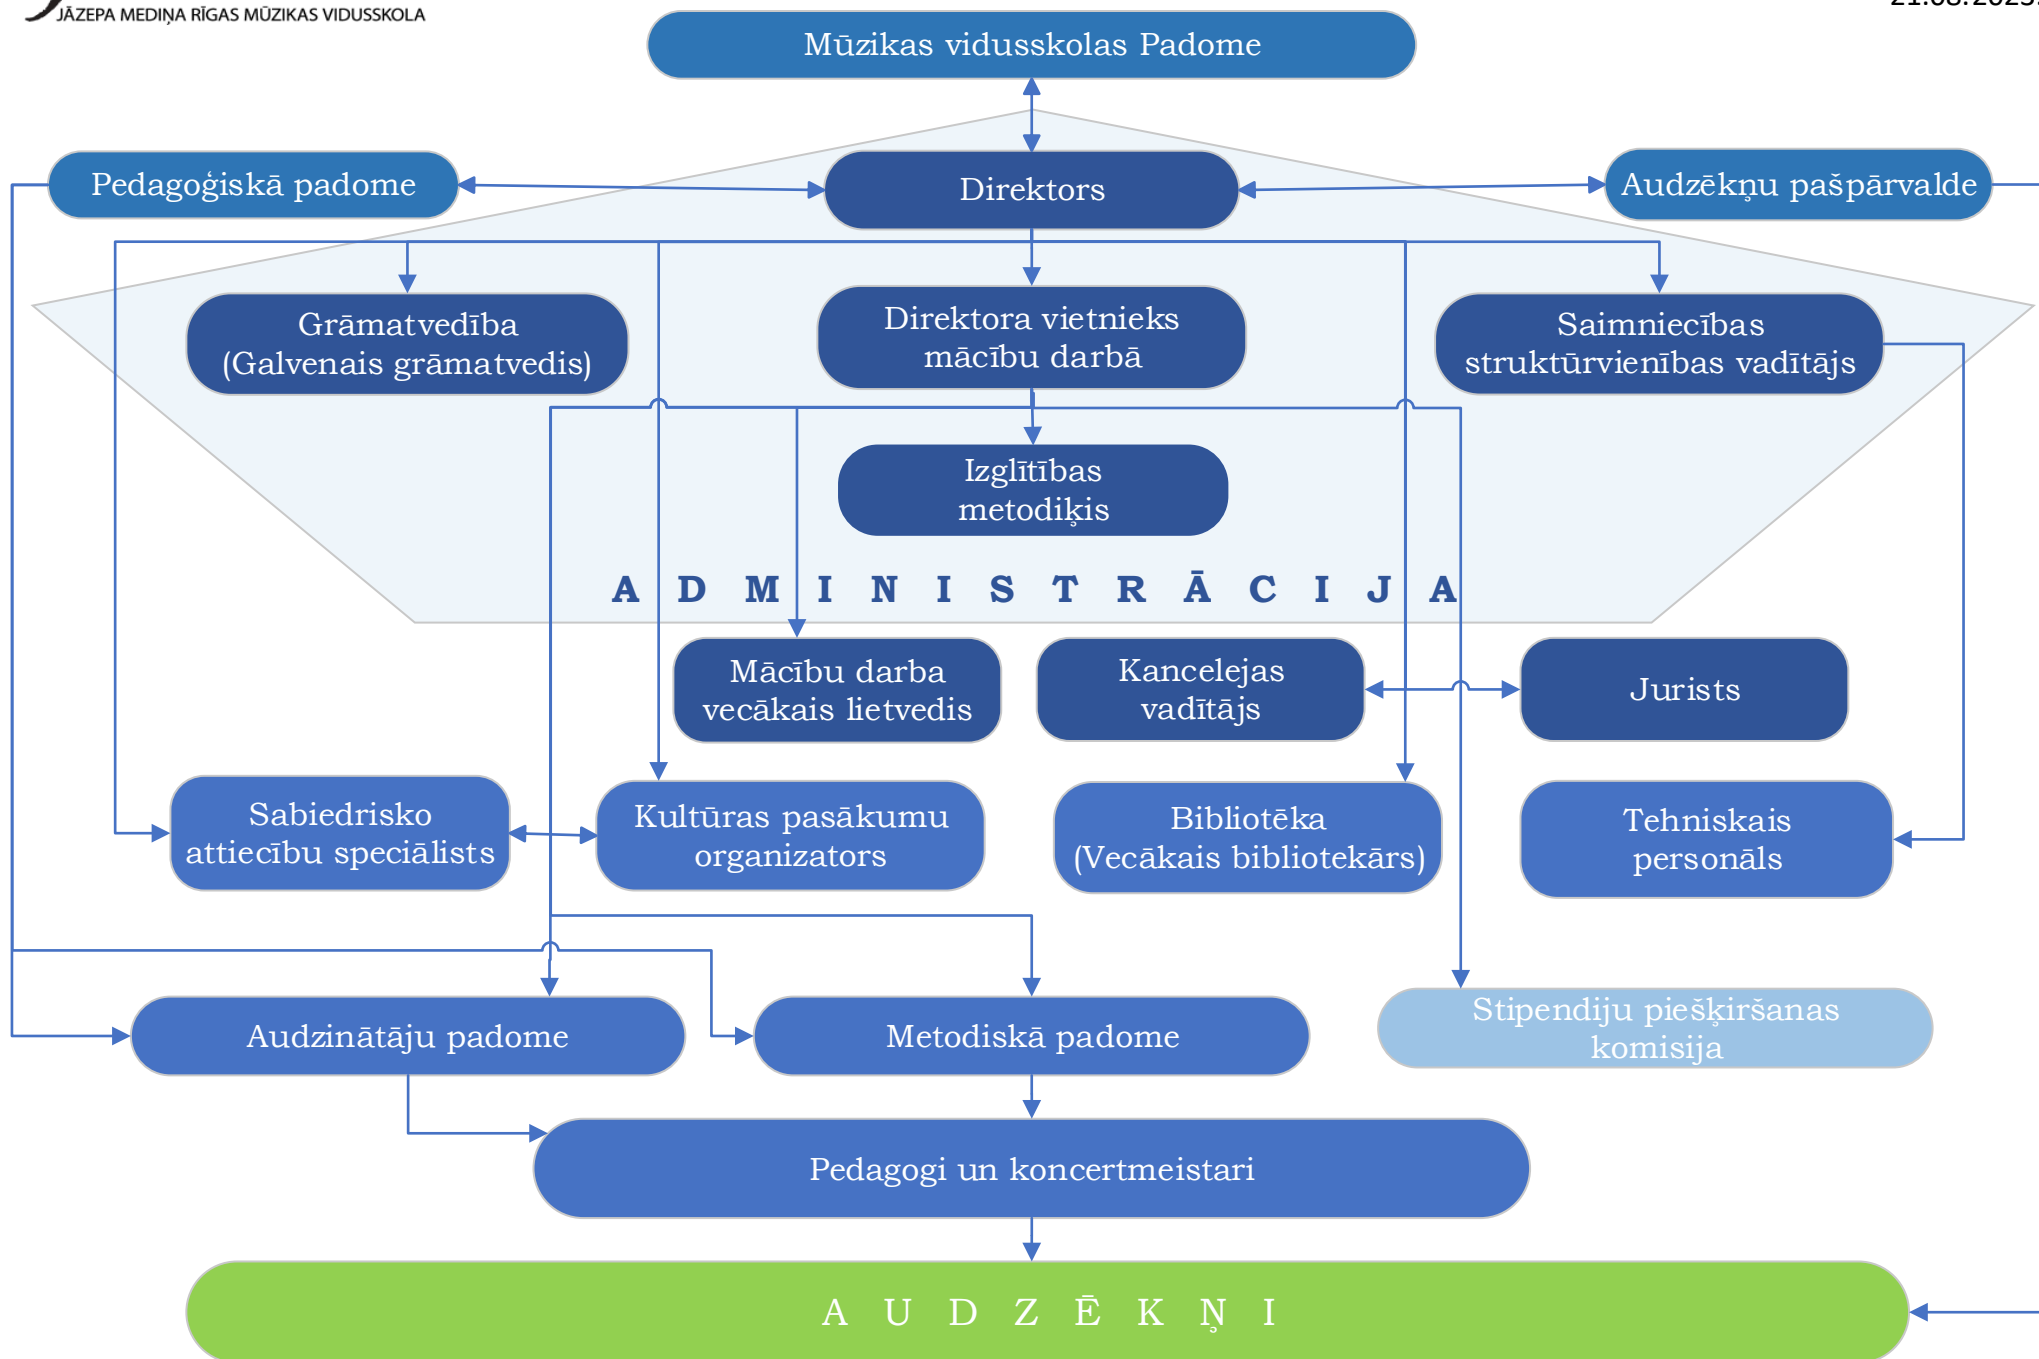 JĀZEPA MEDIŅA RĪGAS MŪZIKAS VIDUSSKOLA
Mūzikas vidusskolas Padome
Pedagoģiskā padome
Direktors
Audzēkņu pašpārvalde
Grāmatvedība
(Galvenais grāmatvedis)
Direktora vietnieks
mācību darbā
Saimniecības
struktūrvienības vadītājs
Izglītības
metodiķis
A D M I N I S T R Ā C I J A
Mācību darba
vecākais lietvedis
Kancelejas
vadītājs
Jurists
Sabiedrisko
attiecību speciālists
Kultūras pasākumu
organizators
Bibliotēka
(Vecākais bibliotekārs)
Tehniskais
personāls
Audzinātāju padome
Metodiskā padome
Stipendiju piešķiršanas
komisija
Pedagogi un koncertmeistari
A U D Z Ē K Ņ I